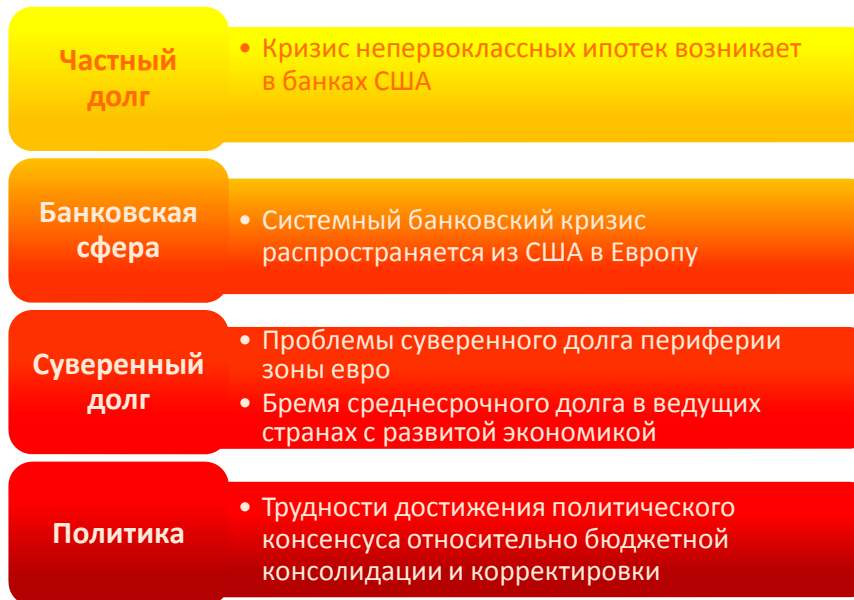 Частный
долг
• Кризис непервоклассных ипотек возникает
в банках США
Банковская
сфера
• Системный банковский кризис
распространяется из США в Европу
Суверенный
долг
• Проблемы суверенного долга периферии
зоны евро
• Бремя среднесрочного долга в ведущих
странах с развитой экономикой
Политика
• Трудности достижения политического
консенсуса относительно бюджетной
консолидации и корректировки